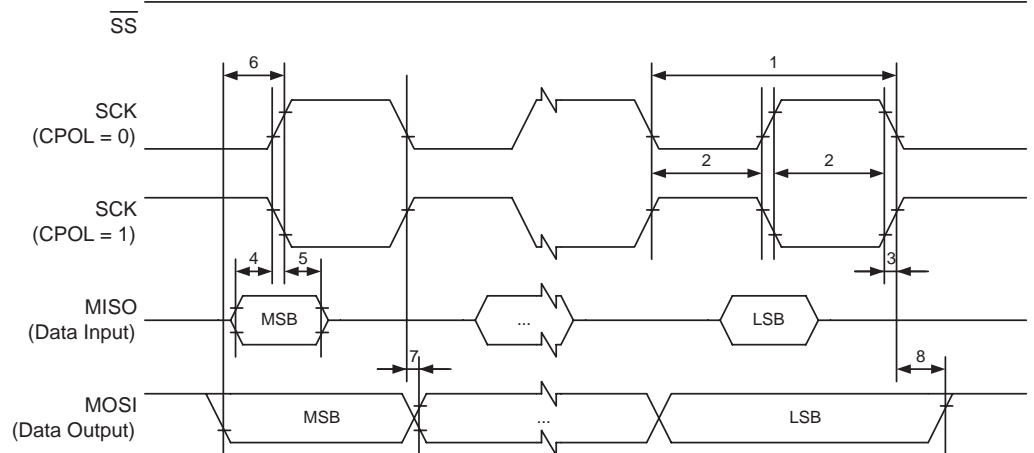 SS
6
1
SCK
(CPOL = 0)
2
2
SCK
(CPOL = 1)
4
5
3
MISO
(Data Input)
MSB
...
LSB
7
8
MOSI
(Data Output)
MSB
...
LSB